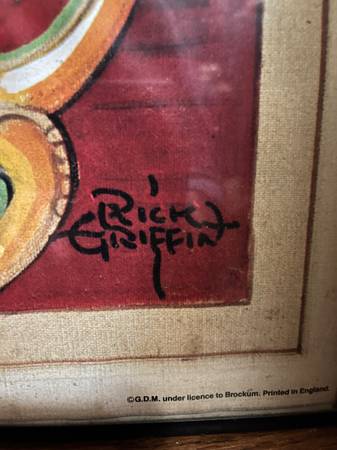 RICK
GRIFFIN
©G.D.M. under licence to Brockum. Printed in England.